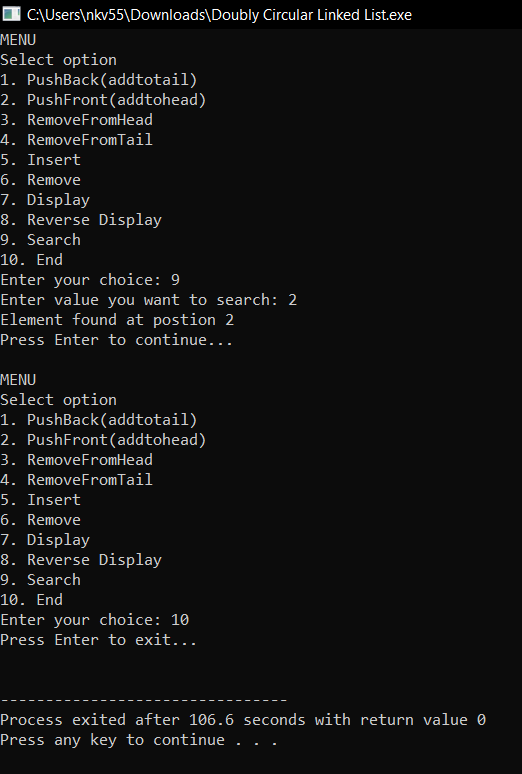 C:\Users\nkv55\Downloads\Doubly Circular Linked List.exe
MENU
Select option
1. PushBack(addtotail)
2. PushFront(addtohead)
3. RemoveFromHead
4. RemoveFromTail
5. Insert
6. Remove
7. Display
8. Reverse Display
9. Search
10. End
Enter your choice: 9
Enter value you want to search: 2
Element found at postion 2
Press Enter to continue...
MENU
Select option
1. PushBack(addtotail)
2. PushFront(addtohead)
3. RemoveFromHead
4. RemoveFromTail
5. Insert
6. Remove
7. Display
8. Reverse Display
9. Search
10. End
Enter your choice: 10
Press Enter to exit...
--------------------------------
Process exited after 106.6 seconds with return value 0
Press any key to continue . . .